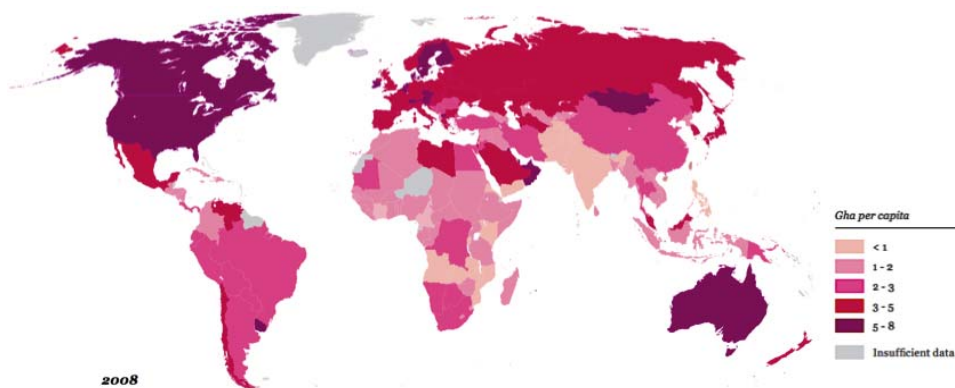 Gha per capita
< 1
1 - 2
2 - 3
3 - 5
5 - 8
Insufficient data
2008